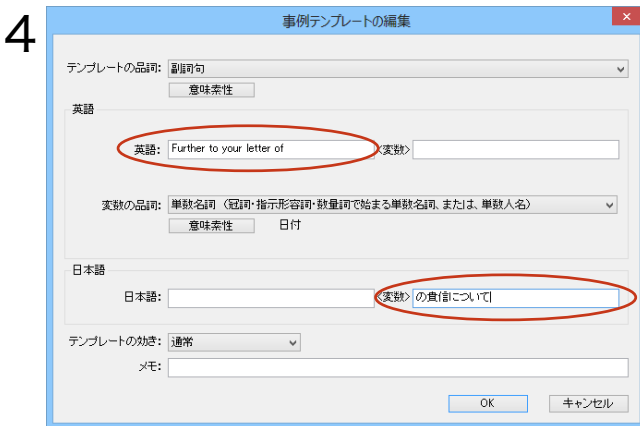 4
事例テンプレートの編集
テンプレートの品詞: 副詞句
意味素性
英語
英語: Further to your letter of <変数>
変数の品詞: 単数名詞 (冠詞・指示形容詞・数量詞で始まる単数名詞、または、単数人名)
意味素性 日付
日本語
日本語: <変数> の貴信について
テンプレートの効き: 通常
メモ:
OK キャンセル